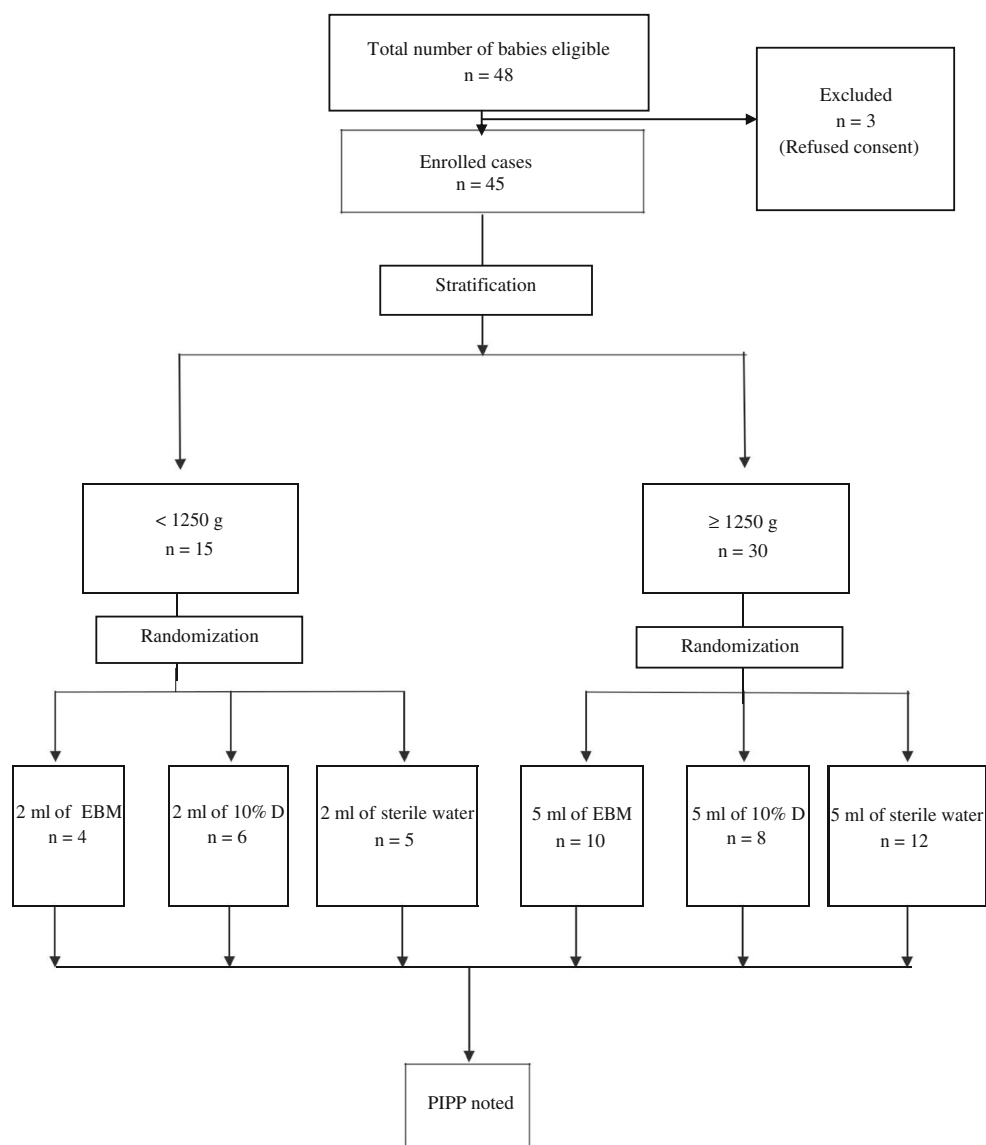 Total number of babies eligible
n = 48
Excluded
n = 3
(Refused consent)
Enrolled cases
n = 45
Stratification
< 1250 g
n = 15
≥ 1250 g
n = 30
Randomization
Randomization
2 ml of EBM
n = 4
2 ml of 10% D
n = 6
2 ml of sterile water
n = 5
5 ml of EBM
n = 10
5 ml of 10% D
n = 8
5 ml of sterile water
n = 12
PIPP noted